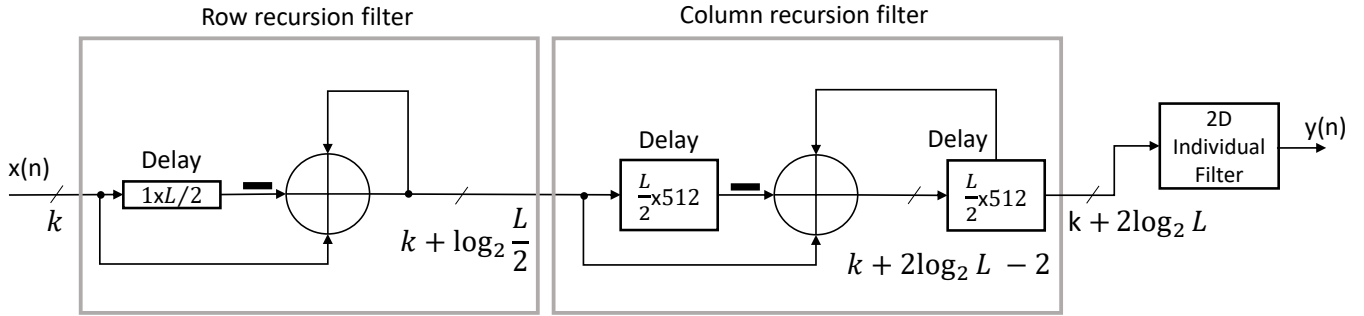 Row recursion filter
Column recursion filter
x(n)
k
Delay
1xL/2
k + log₂ L/2
Delay
L/2 x512
Delay
L/2 x512
k + 2log₂ L − 2
k + 2log₂ L
2D
Individual
Filter
y(n)